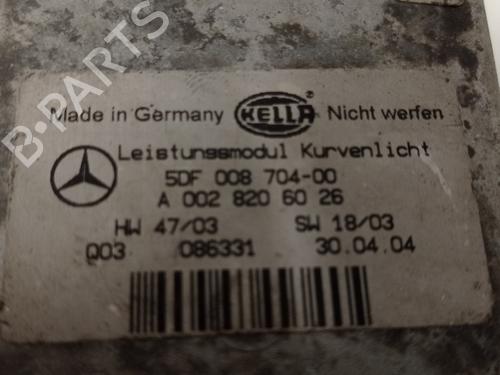 B-PARTS
Made in Germany HELLA Nicht werfen
Leistungsmodul Kurvenlicht
5DF 008 704-00
A 002 820 60 26
HW 47/03 SW 18/03
Q03 086331 30.04.04